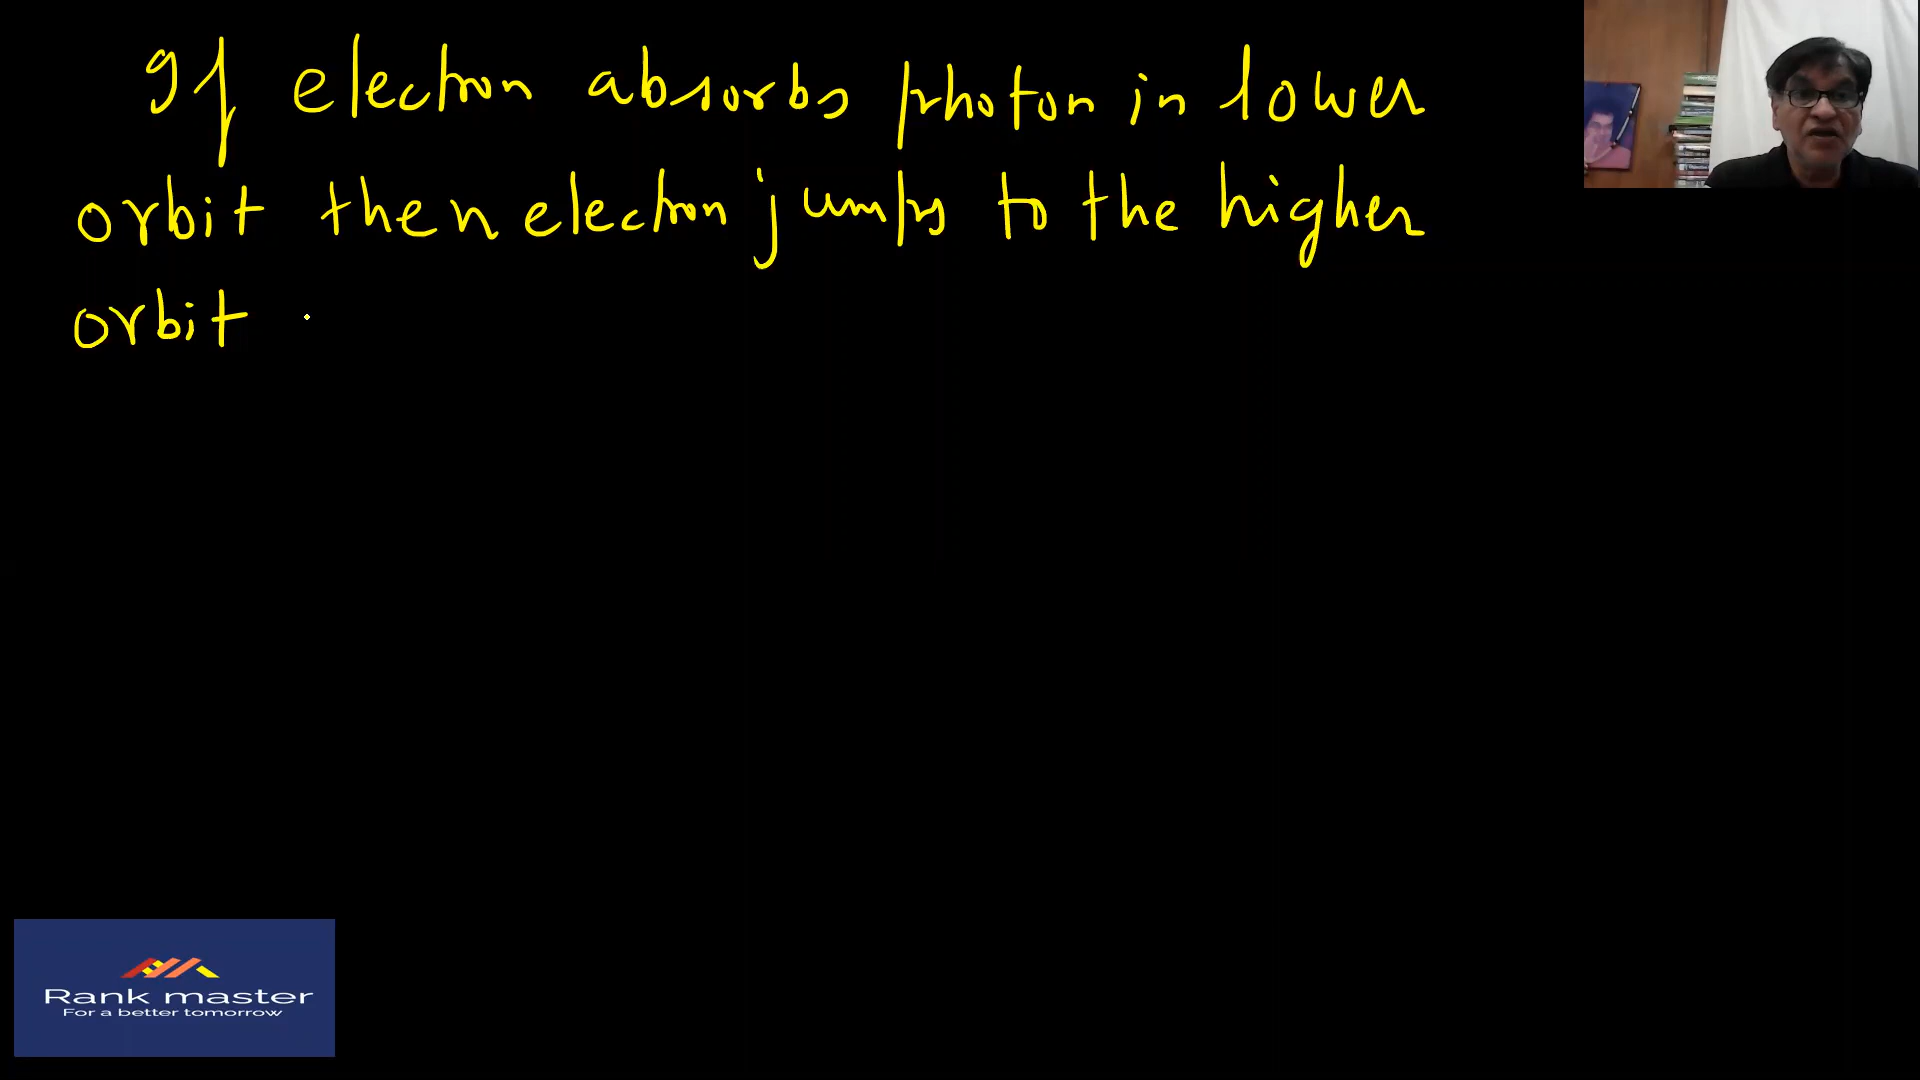 If electron absorbs photon in lower
orbit then electron jumps to the higher
orbit .
Rank master
For a better tomorrow